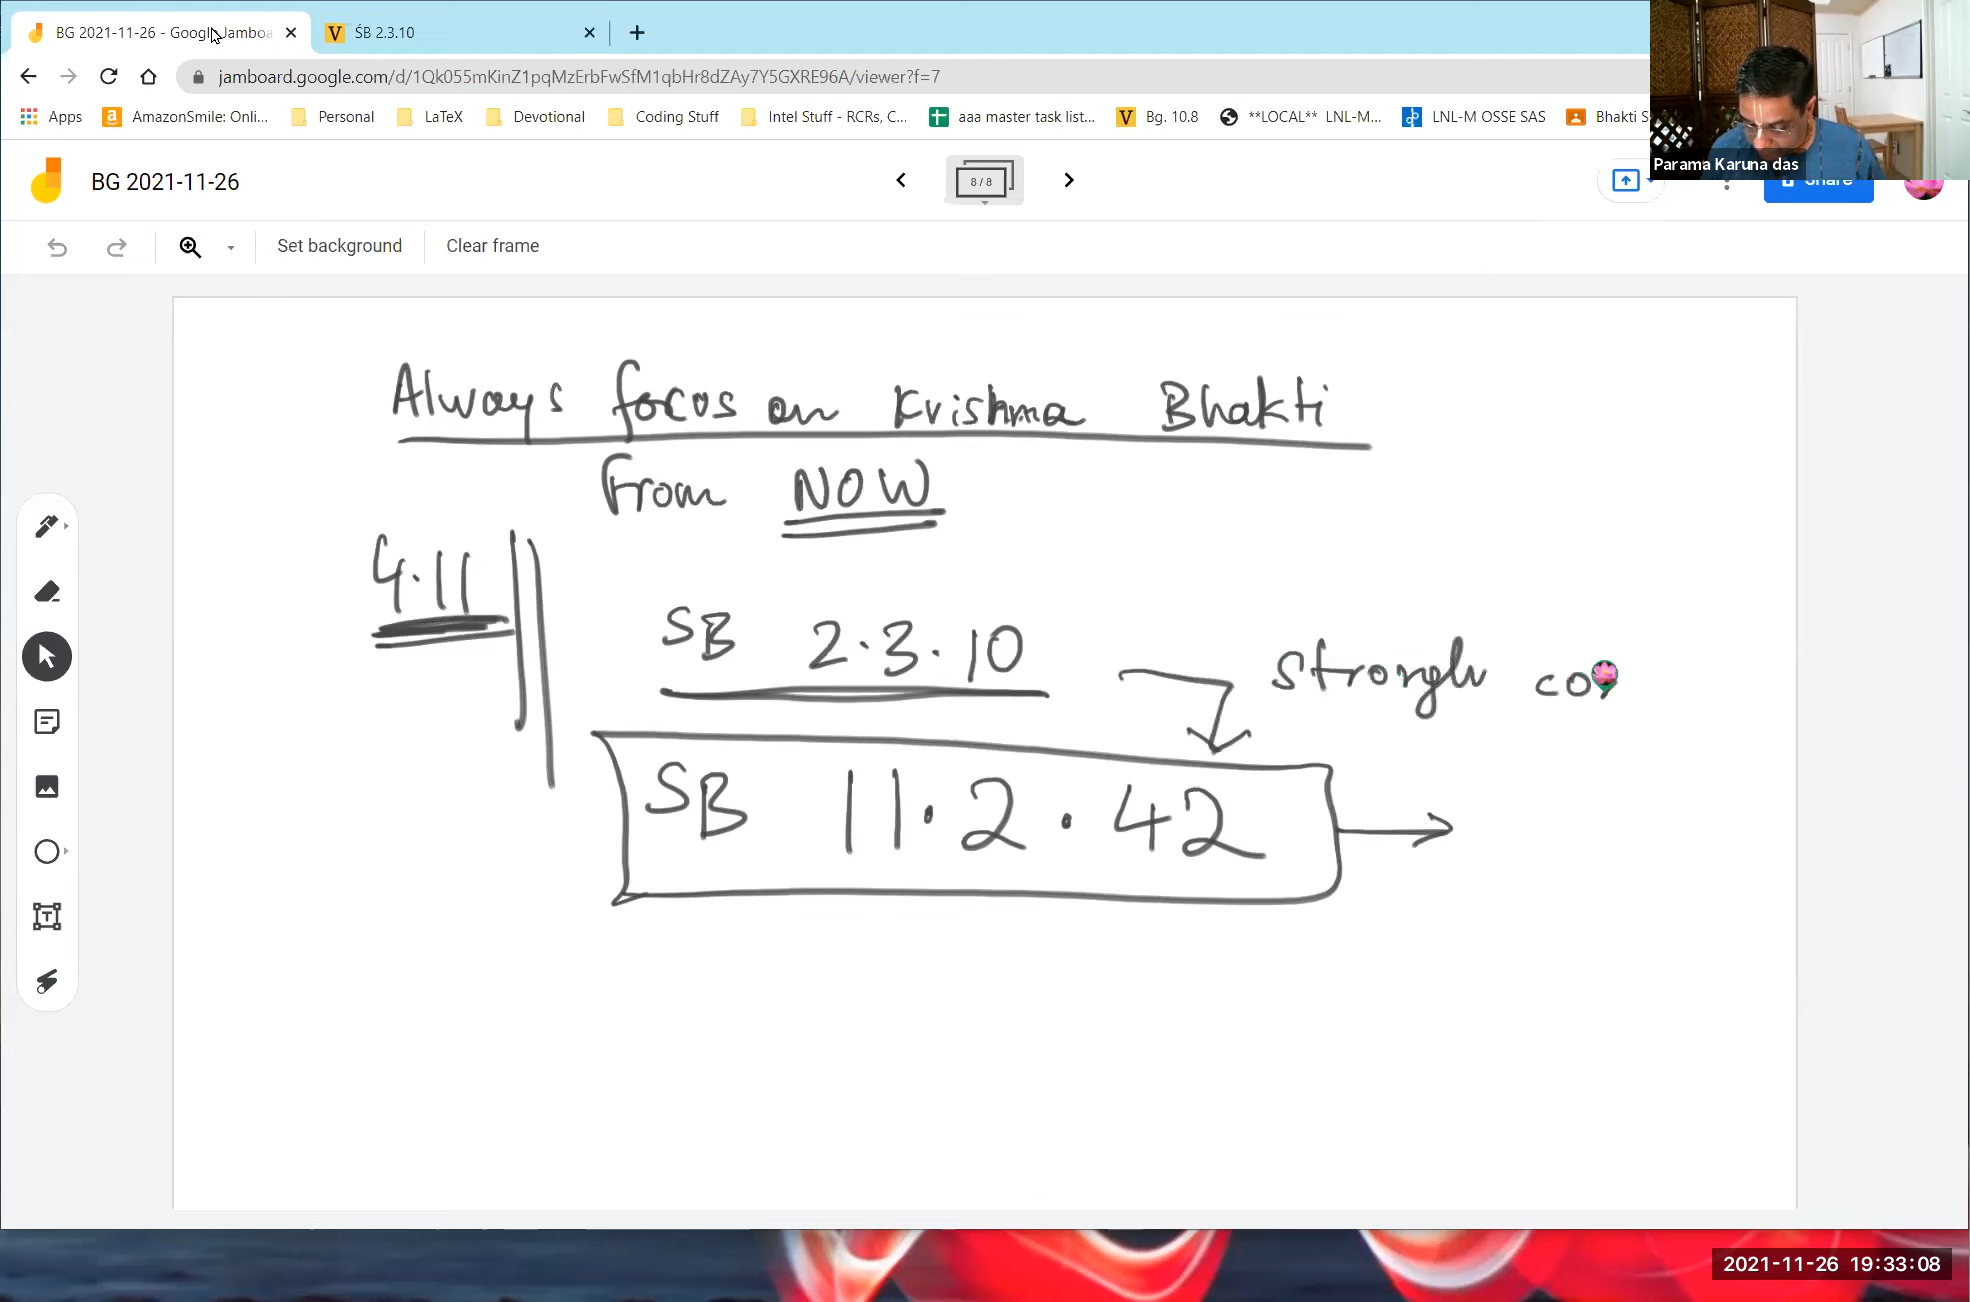 BG 2021-11-26 - Google Jamboa
ŚB 2.3.10
jamboard.google.com/d/1Qk055mKinZ1pqMzErbFwSfM1qbHr8dZAy7Y5GXRE96A/viewer?f=7
Apps AmazonSmile: Onli... Personal LaTeX Devotional Coding Stuff Intel Stuff - RCRs, C... aaa master task list... Bg. 10.8 **LOCAL** LNL-M... LNL-M OSSE SAS Bhakti S
Parama Karuna das
BG 2021-11-26
8 / 8
Share
Set background Clear frame
Always focus on Krishna Bhakti
From NOW
4.11
SB 2.3.10
strongly co
SB 11.2.42
2021-11-26 19:33:08